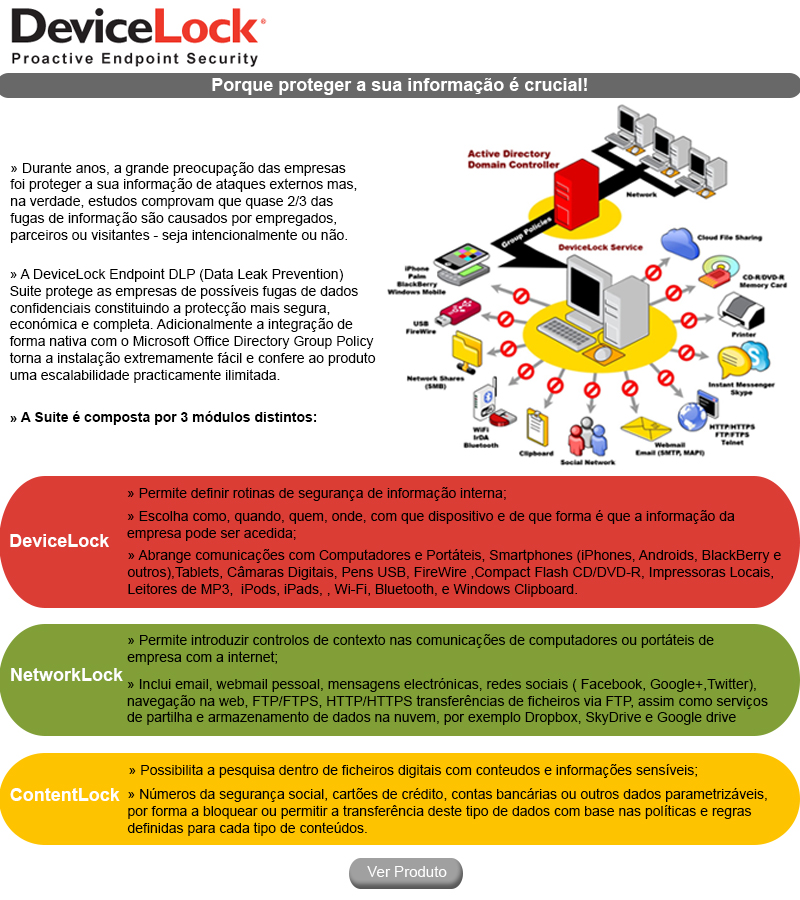 DeviceLock®
Proactive Endpoint Security
Porque proteger a sua informação é crucial!
» Durante anos, a grande preocupação das empresas
foi proteger a sua informação de ataques externos mas,
na verdade, estudos comprovam que quase 2/3 das
fugas de informação são causados por empregados,
parceiros ou visitantes - seja intencionalmente ou não.
» A DeviceLock Endpoint DLP (Data Leak Prevention)
Suite protege as empresas de possíveis fugas de dados
confidenciais constituindo a protecção mais segura,
económica e completa. Adicionalmente a integração de
forma nativa com o Microsoft Office Directory Group Policy
torna a instalação extremamente fácil e confere ao produto
uma escalabilidade practicamente ilimitada.
» A Suite é composta por 3 módulos distintos:
Active Directory
Domain Controller
Network
Group Policies
DeviceLock Service
Cloud File Sharing
iPhone
Palm
BlackBerry
Windows Mobile
CD-R/DVD-R
Memory Card
USB
FireWire
Printer
Network Shares
(SMB)
Instant Messenger
Skype
WiFi
IrDA
Bluetooth
Clipboard
Social Network
Webmail
Email (SMTP, MAPI)
HTTP/HTTPS
FTP/FTPS
Telnet
DeviceLock
» Permite definir rotinas de segurança de informação interna;
» Escolha como, quando, quem, onde, com que dispositivo e de que forma é que a informação da
empresa pode ser acedida;
» Abrange comunicações com Computadores e Portáteis, Smartphones (iPhones, Androids, BlackBerry e
outros),Tablets, Câmaras Digitais, Pens USB, FireWire ,Compact Flash CD/DVD-R, Impressoras Locais,
Leitores de MP3,  iPods, iPads, , Wi-Fi, Bluetooth, e Windows Clipboard.
NetworkLock
» Permite introduzir controlos de contexto nas comunicações de computadores ou portáteis de
empresa com a internet;
» Inclui email, webmail pessoal, mensagens electrónicas, redes sociais ( Facebook, Google+,Twitter),
navegação na web, FTP/FTPS, HTTP/HTTPS transferências de ficheiros via FTP, assim como serviços
de partilha e armazenamento de dados na nuvem, por exemplo Dropbox, SkyDrive e Google drive
ContentLock
» Possibilita a pesquisa dentro de ficheiros digitais com conteudos e informações sensíveis;
» Números da segurança social, cartões de crédito, contas bancárias ou outros dados parametrizáveis,
por forma a bloquear ou permitir a transferência deste tipo de dados com base nas políticas e regras
definidas para cada tipo de conteúdos.
Ver Produto